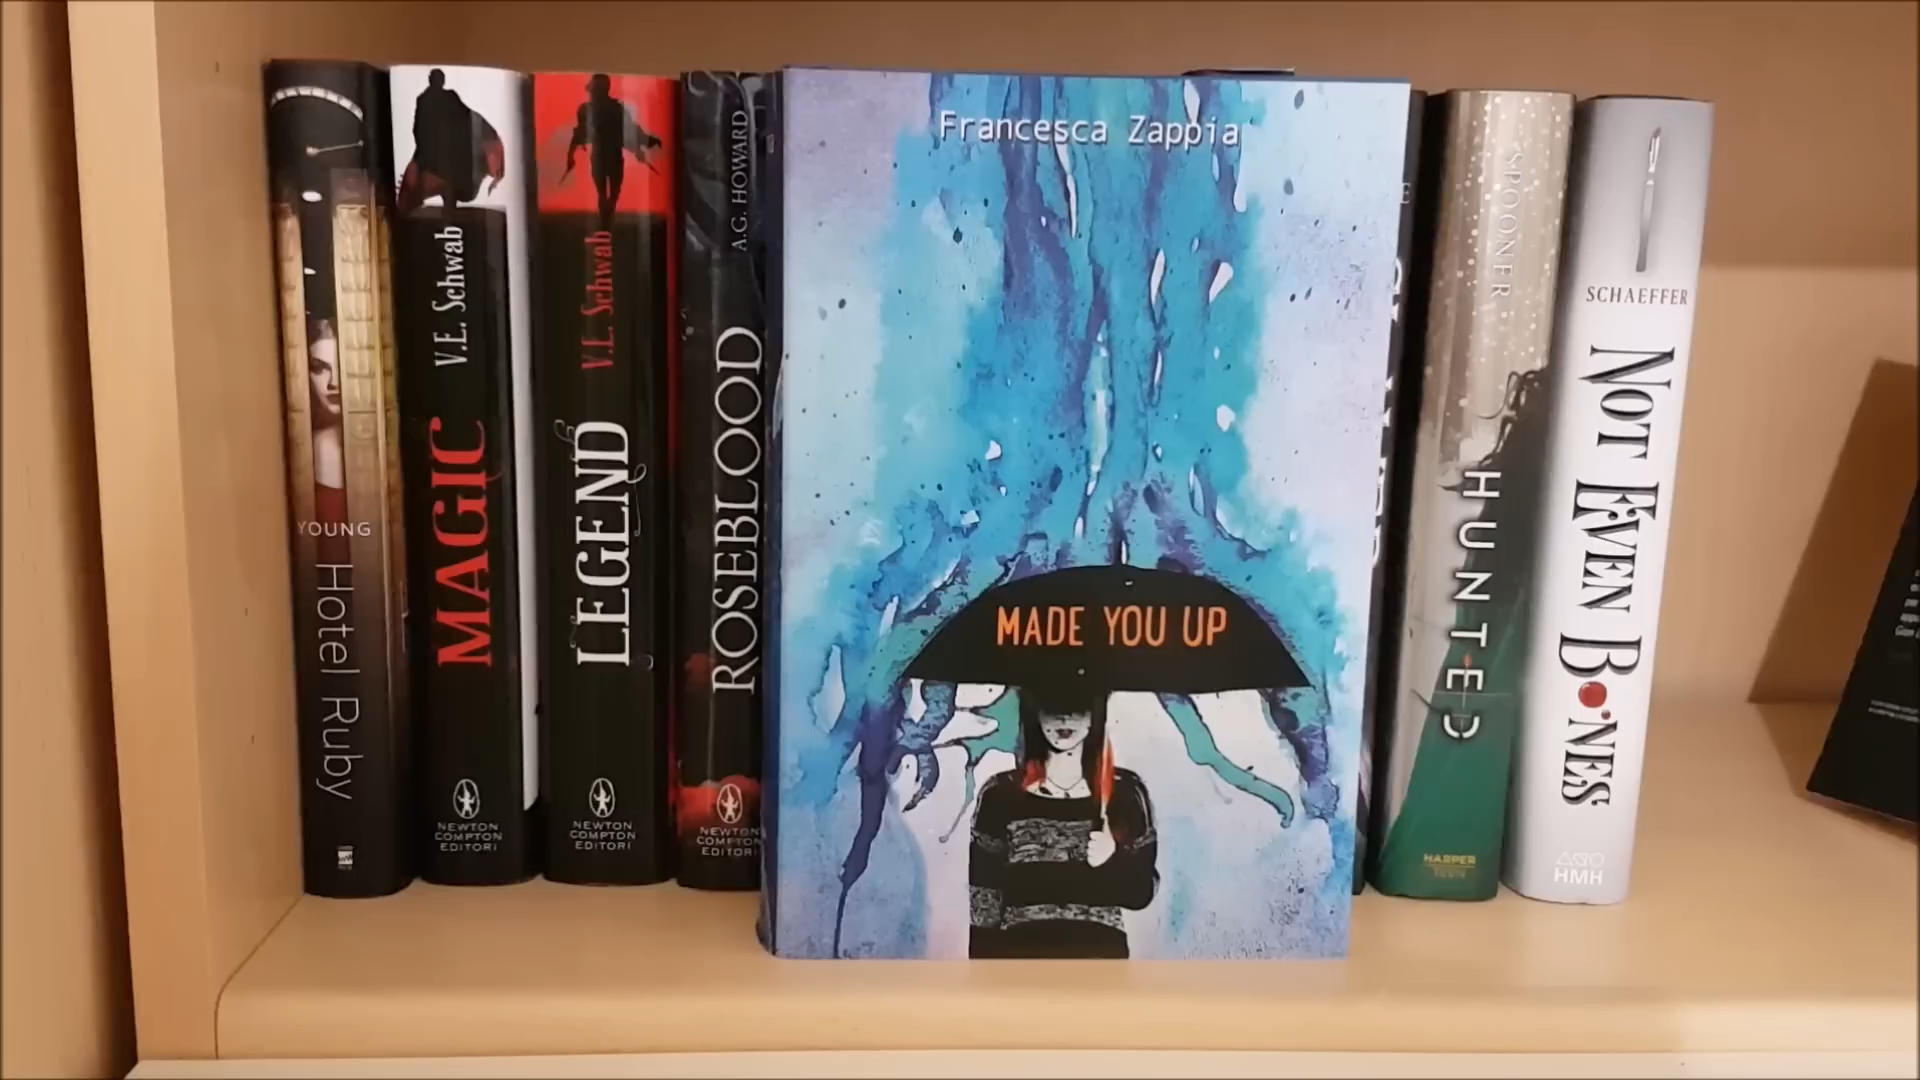 YOUNG
Hotel Ruby
V.E. Schwab
MAGIC
NEWTON
COMPTON
EDITORI
V.E. Schwab
LEGEND
NEWTON
COMPTON
EDITORI
A.G. HOWARD
ROSEBLOOD
NEWTON
COMPTON
EDITORI
Francesca Zappia
MADE YOU UP
SPOONER
HUNTED
HARPER
TEEN
SCHAEFFER
NOT EVEN BONES
HMH